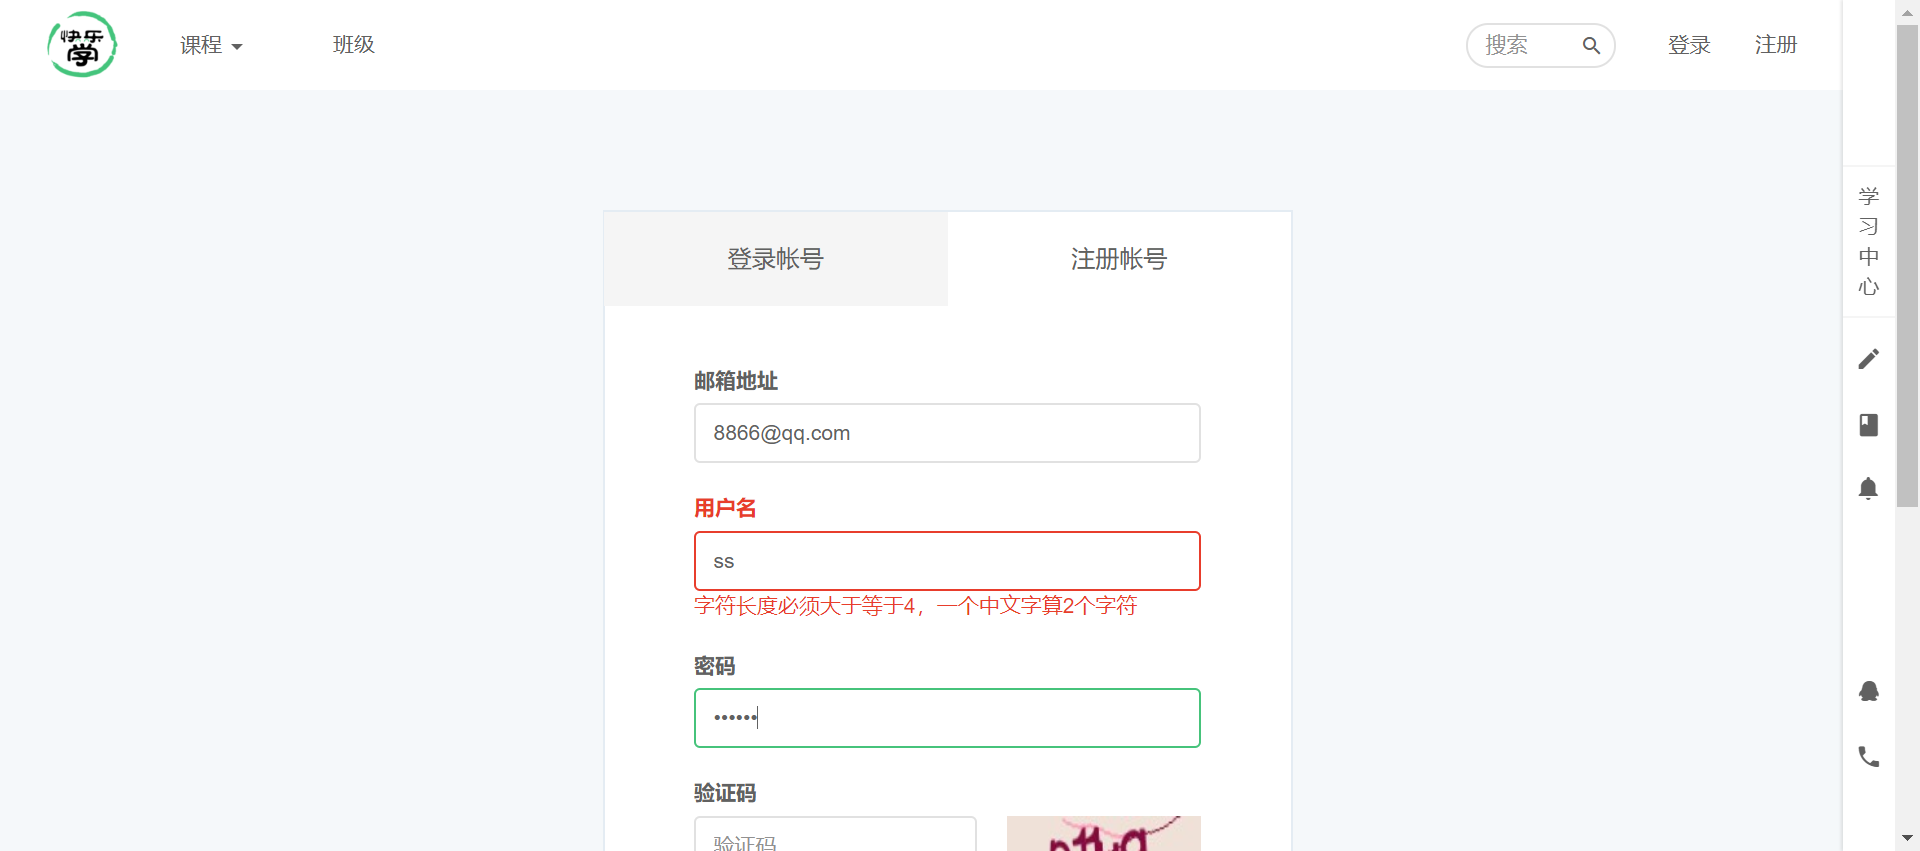 快乐
学
课程
班级
搜索
登录
注册
登录帐号
注册帐号
邮箱地址
8866@qq.com
用户名
ss
字符长度必须大于等于4，一个中文字算2个字符
密码
••••••
验证码
验证码
学
习
中
心